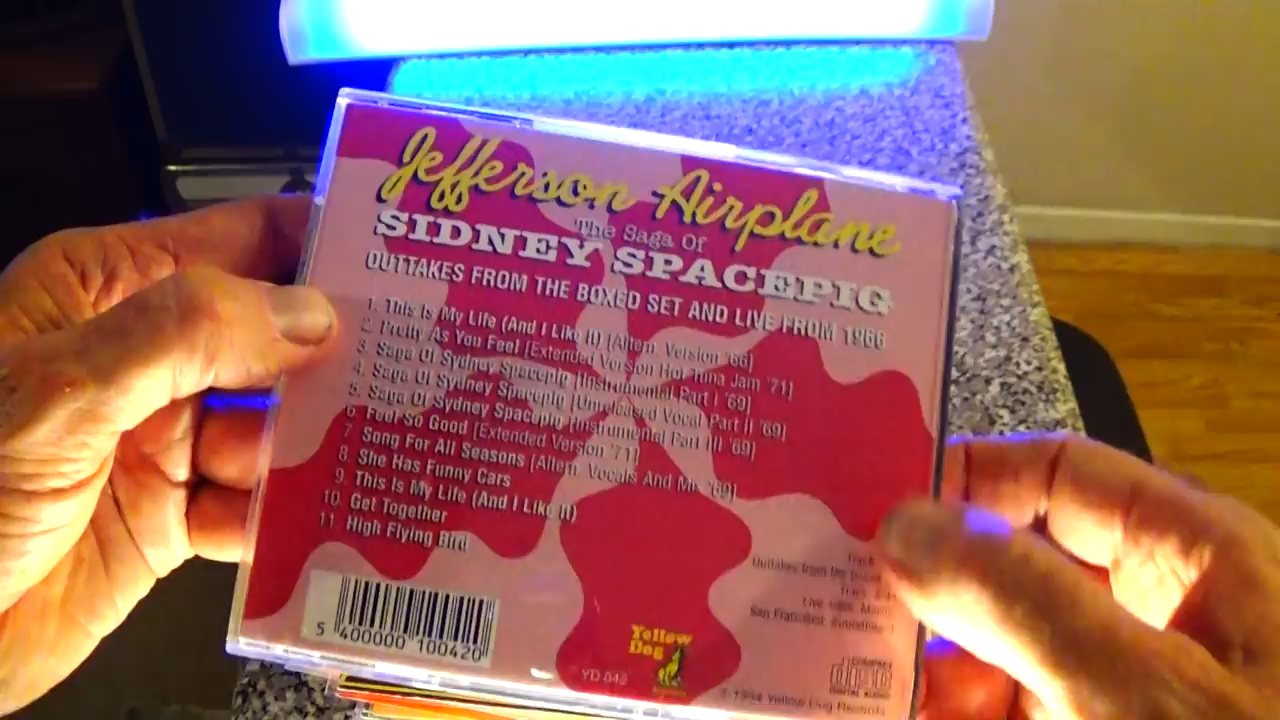 Jefferson Airplane
The Saga Of
SIDNEY SPACEPIG
OUTTAKES FROM THE BOXED SET AND LIVE FROM 1966
1. This Is My Life (And I Like It) [Altern. Version '66]
2. Pretty As You Feel [Extended Version Hot Tuna Jam '71]
3. Saga Of Sydney Spacepig [Instrumental Part I '69]
4. Saga Of Sydney Spacepig [Unreleased Vocal Part II '69]
5. Saga Of Sydney Spacepig [Instrumental Part III '69]
6. Feel So Good [Extended Version '71]
7 Song For All Seasons [Altern. Vocals And Mix '69]
8. She Has Funny Cars
9. This Is My Life (And I Like It)
10. Get Together
11. High Flying Bird
Track
Outtakes from the boxed
San Francisco,
5 400000 100420
Yellow
Dog
YD 042
COMPACT
disc
DIGITAL AUDIO
1994 Yellow Dog Records